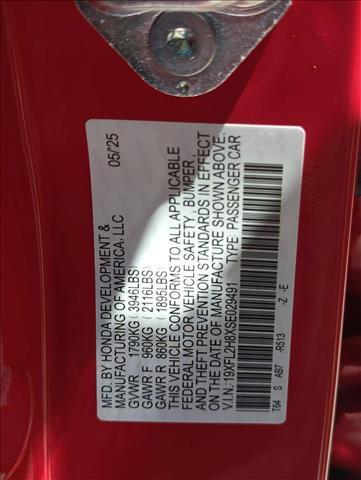 MFD. BY HONDA DEVELOPMENT & 05/25
MANUFACTURING OF AMERICA, LLC
GVWR 1790KG ( 3946LBS)
GAWR F 960KG ( 2116LBS)
GAWR R 860KG ( 1895LBS)
THIS VEHICLE CONFORMS TO ALL APPLICABLE
FEDERAL MOTOR VEHICLE SAFETY , BUMPER ,
AND THEFT PREVENTION STANDARDS IN EFFECT
ON THE DATE OF MANUFACTURE SHOWN ABOVE.
V.I.N: 19XFL2H8XSE029491 TYPE: PASSENGER CAR
T64 S AB7 -R513 -Z -E